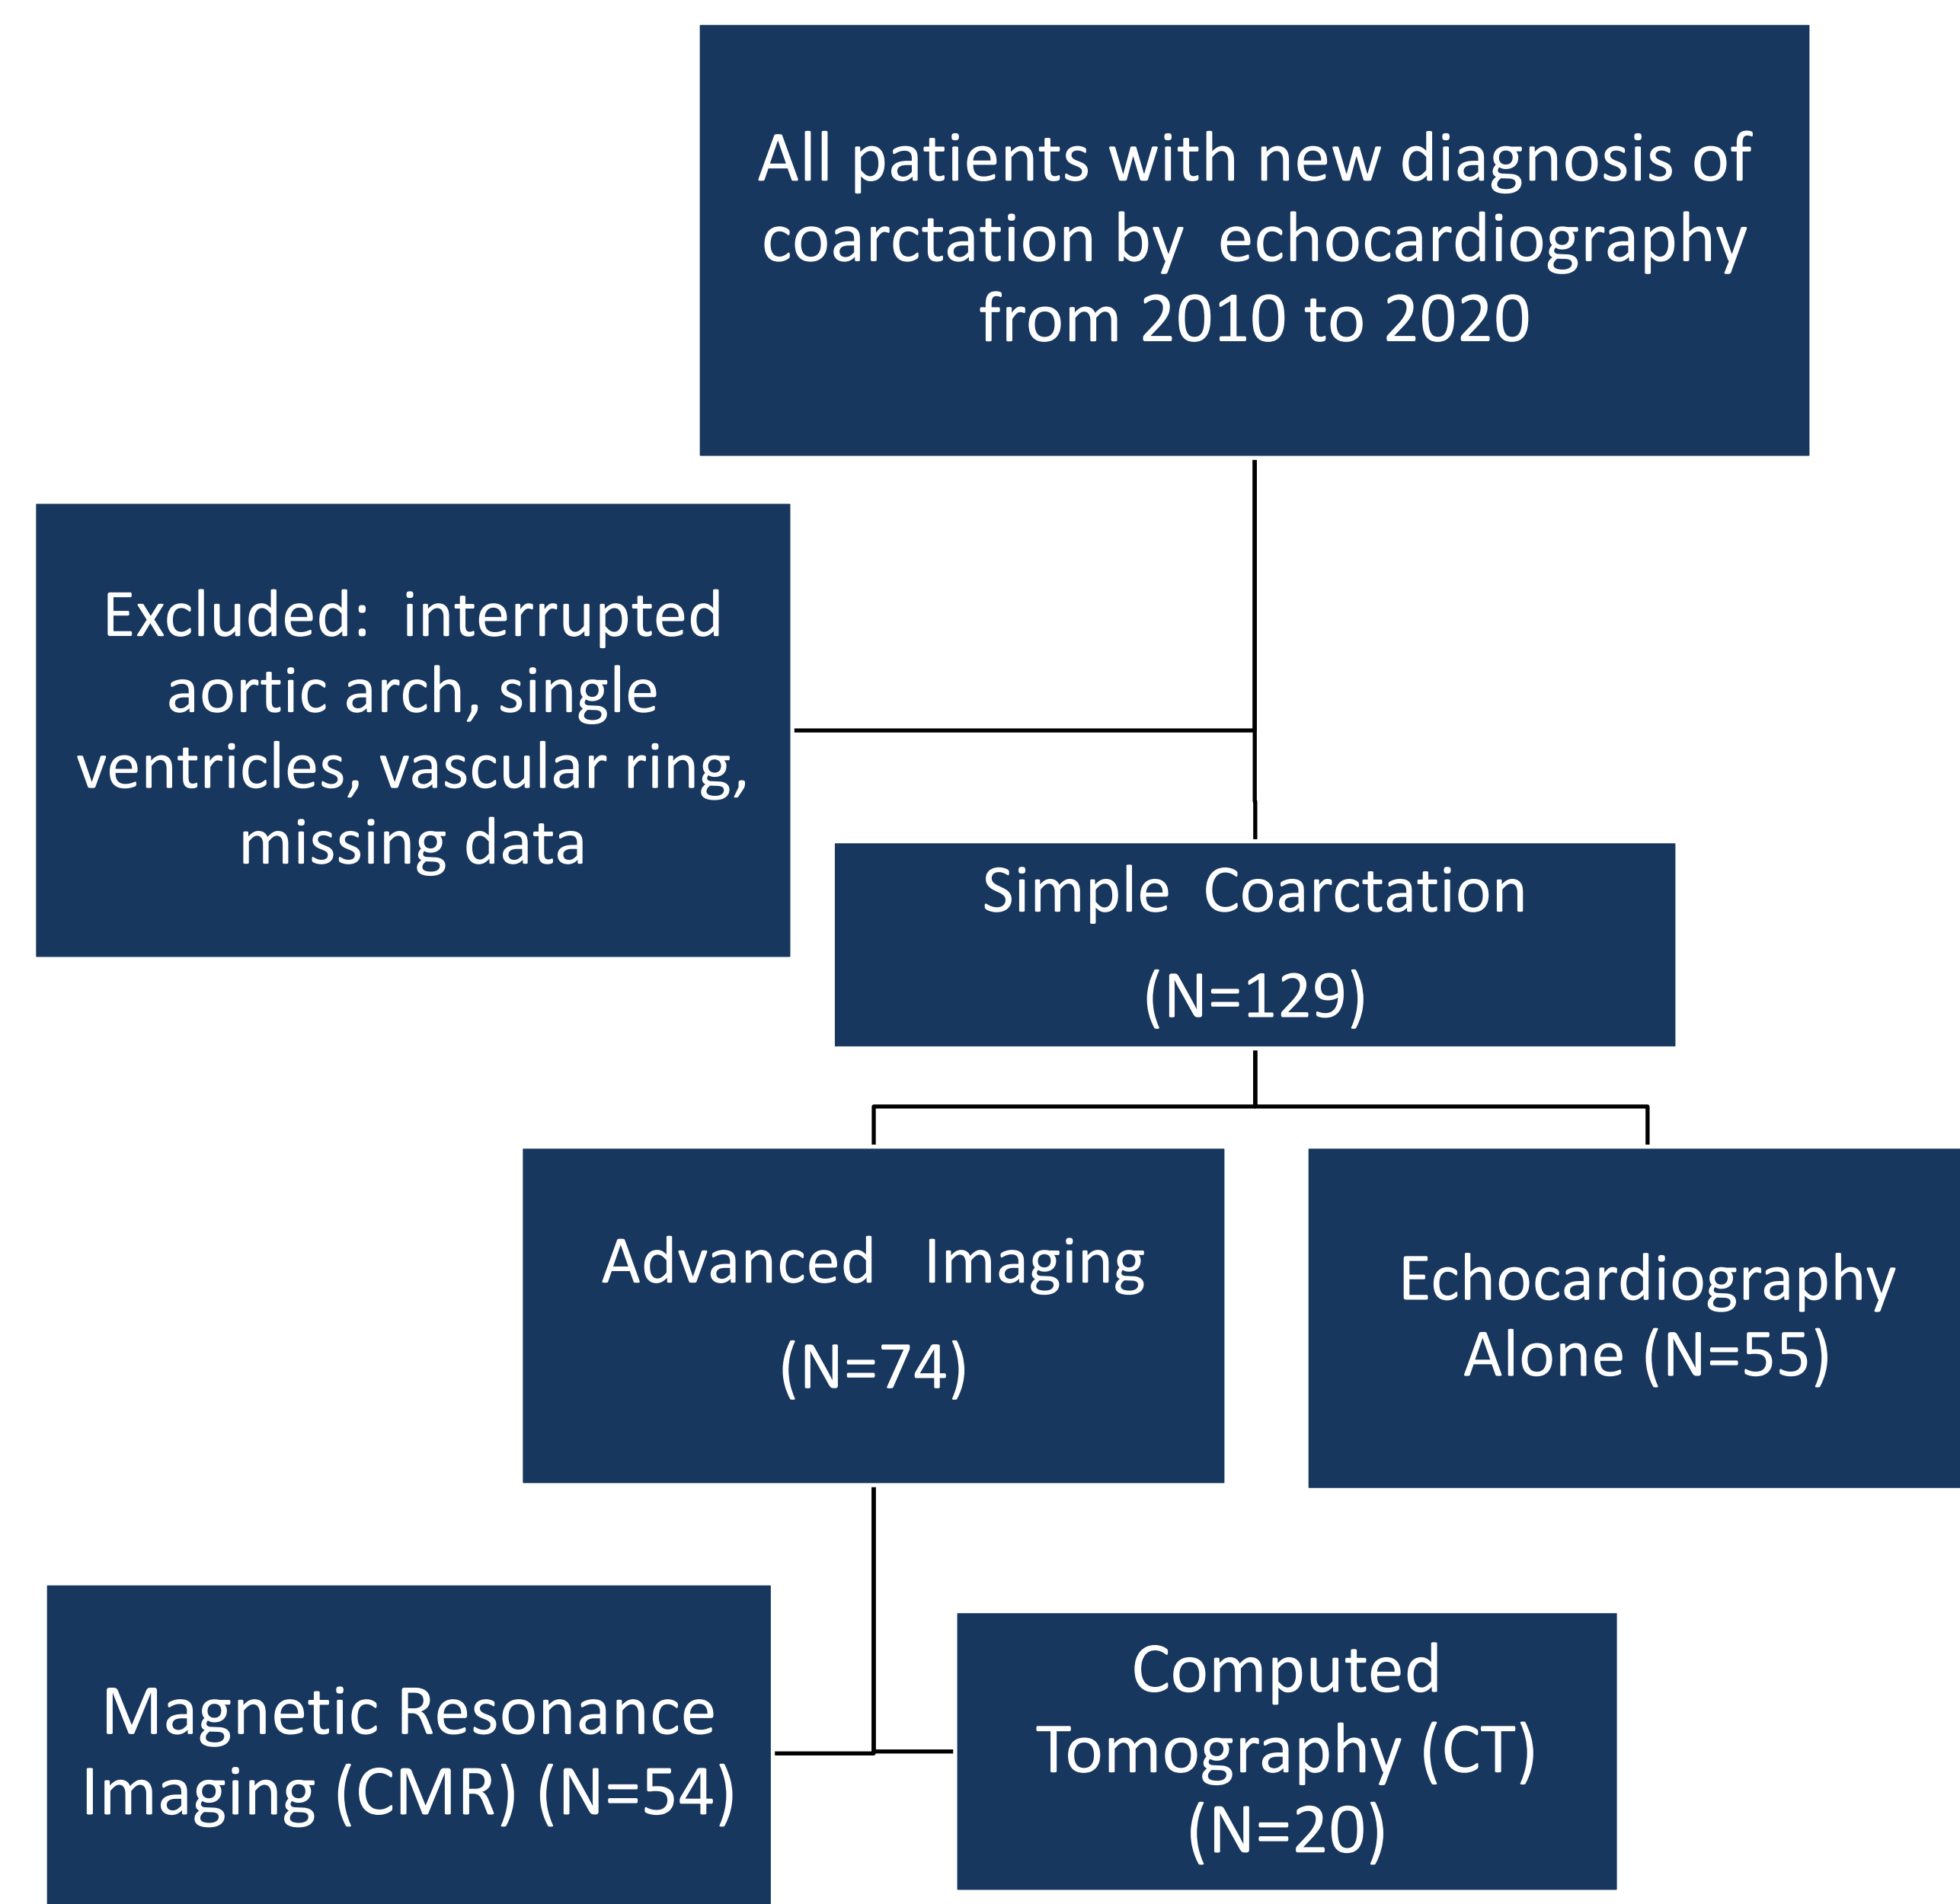 All patients with new diagnosis of
coarctation by echocardiography
from 2010 to 2020
Excluded: interrupted
aortic arch, single
ventricles, vascular ring,
missing data
Simple Coarctation
(N=129)
Advanced Imaging
(N=74)
Echocardiography
Alone (N=55)
Magnetic Resonance
Imaging (CMR) (N=54)
Computed
Tomography (CT)
(N=20)